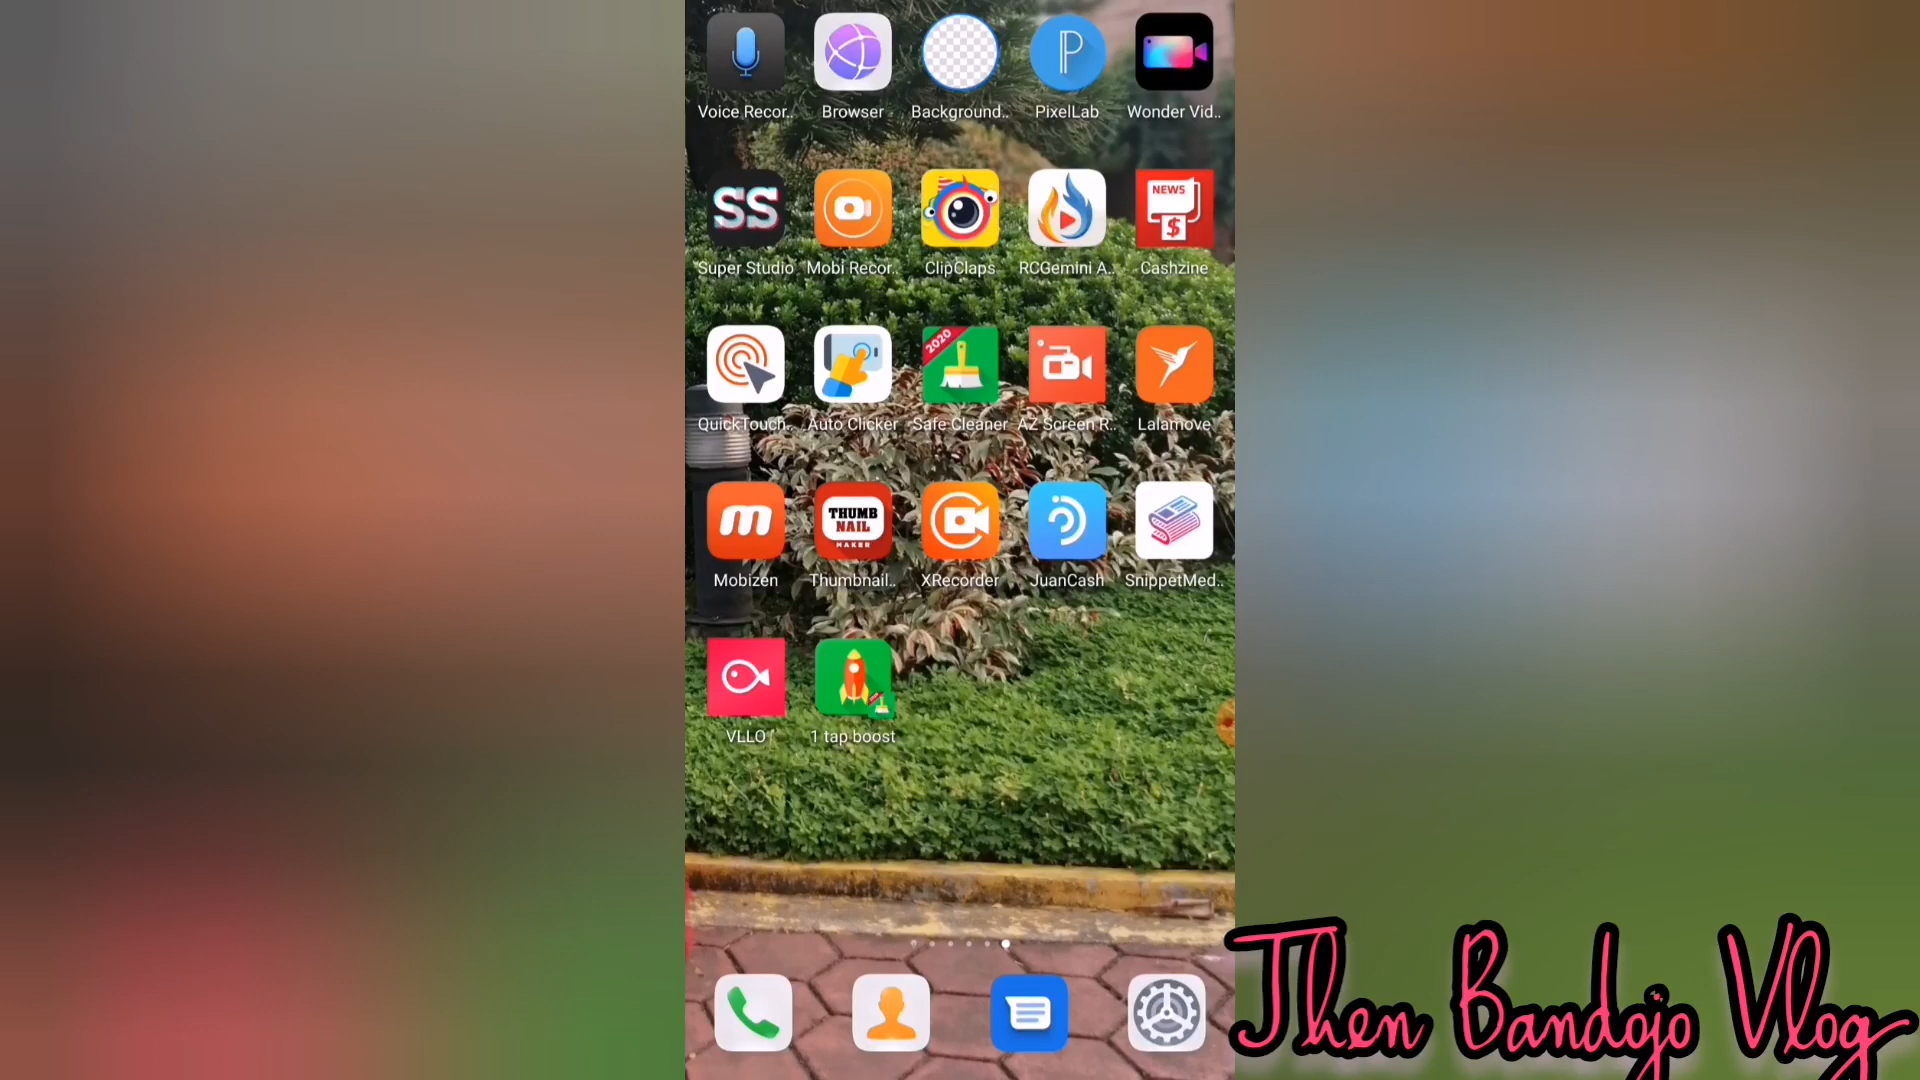 Voice Recor..
Browser
Background..
PixelLab
Wonder Vid..
SS
NEWS
$
Super Studio
Mobi Recor..
ClipClaps
RCGemini A..
Cashzine
2020
QuickTouch..
Auto Clicker
Safe Cleaner
AZ Screen R..
Lalamove
m
THUMB
NAIL
MAKER
Mobizen
Thumbnail..
XRecorder
JuanCash
SnippetMed..
VLLO
1 tap boost
Jhen Bandojo Vlog